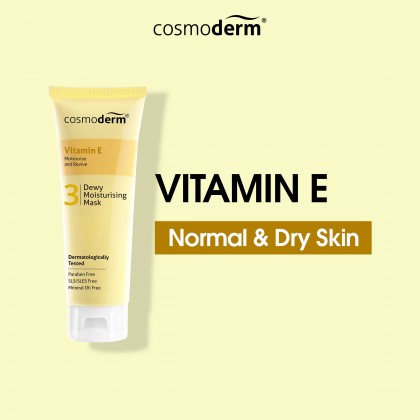 cosmoderm®
cosmoderm®
Vitamin E
Moisturise
and Revive
3 Dewy
Moisturising
Mask
Dermatologically
Tested
Paraben Free
SLS/SLES Free
Mineral Oil Free
VITAMIN E
Normal & Dry Skin